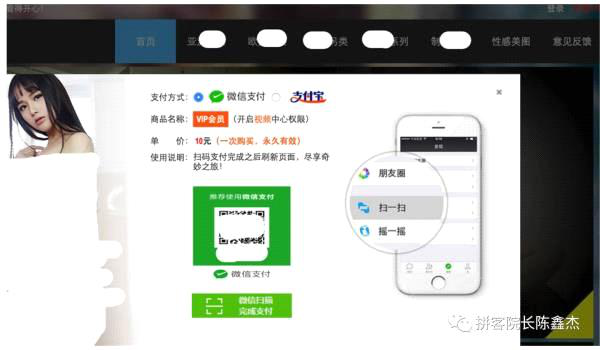 看得开心！
登录
首页 亚 欧 另类 系列 制 性感美图 意见反馈
支付方式： 微信支付 支付宝
商品名称： VIP会员 （开启视频中心权限）
单 价： 10元（一次购买，永久有效）
使用说明： 扫码支付完成之后刷新页面，尽享奇
妙之旅！
推荐使用微信支付
微信支付
微信扫描
完成支付
朋友圈
扫一扫
摇一摇
拼客院长陈鑫杰